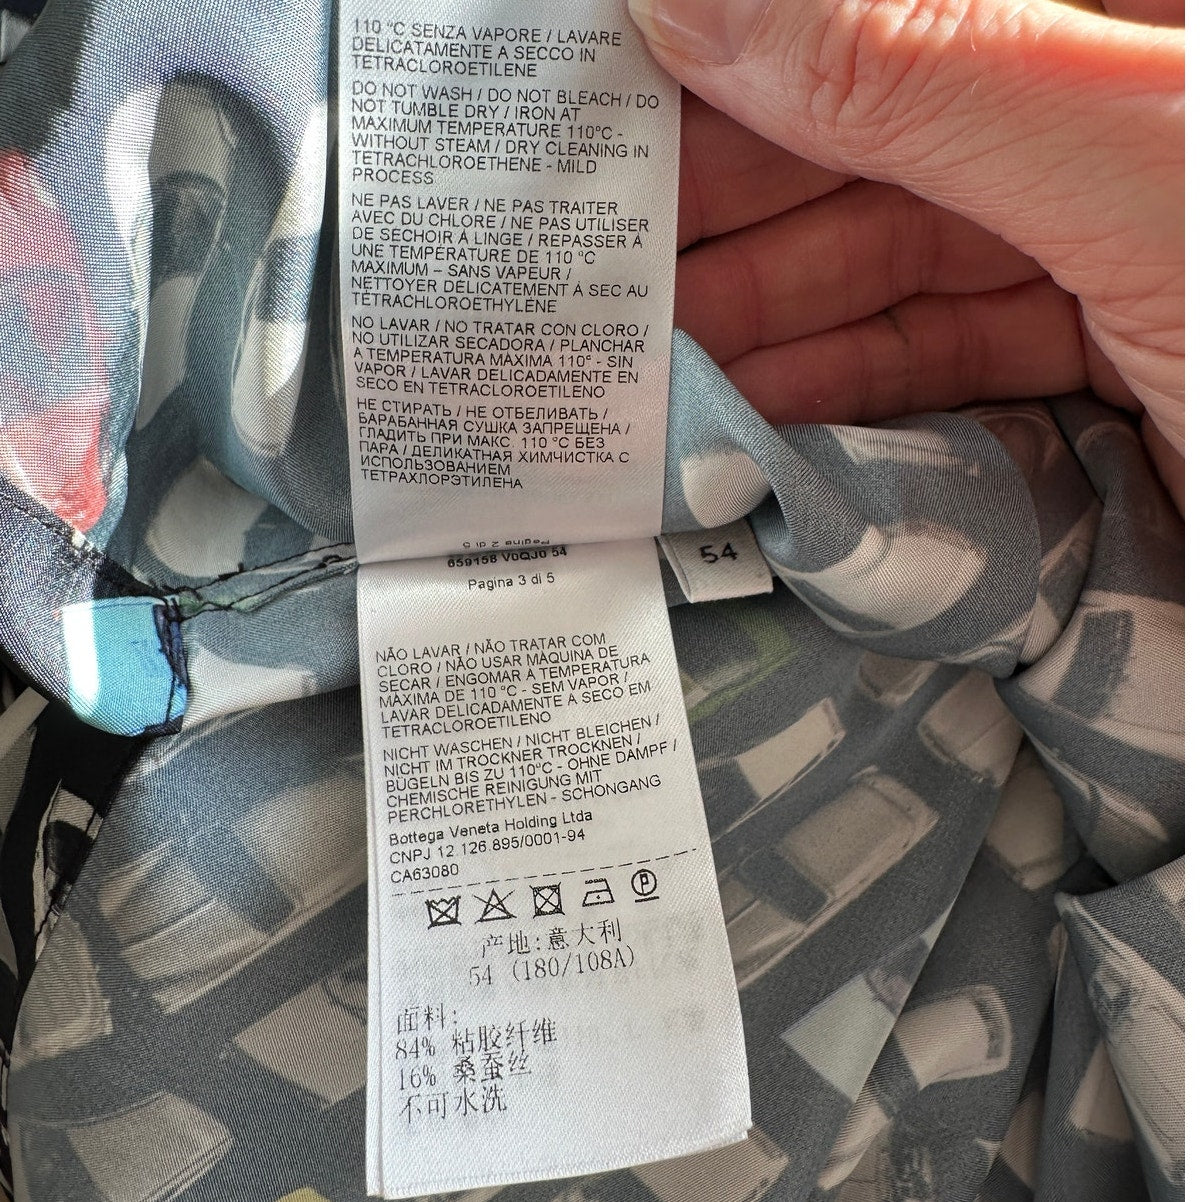 110 °C SENZA VAPORE / LAVARE
DELICATAMENTE A SECCO IN
TETRACLOROETILENE
DO NOT WASH / DO NOT BLEACH / DO
NOT TUMBLE DRY / IRON AT
MAXIMUM TEMPERATURE 110°C -
WITHOUT STEAM / DRY CLEANING IN
TETRACHLOROETHENE - MILD
PROCESS
NE PAS LAVER / NE PAS TRAITER
AVEC DU CHLORE / NE PAS UTILISER
DE SECHOIR À LINGE / REPASSER À
UNE TEMPÉRATURE DE 110 °C
MAXIMUM – SANS VAPEUR /
NETTOYER DÉLICATEMENT À SEC AU
TÉTRACHLOROÉTHYLÈNE
NO LAVAR / NO TRATAR CON CLORO /
NO UTILIZAR SECADORA / PLANCHAR
A TEMPERATURA MAXIMA 110° - SIN
VAPOR / LAVAR DELICADAMENTE EN
SECO EN TETRACLOROETILENO
НЕ СТИРАТЬ / НЕ ОТБЕЛИВАТЬ /
БАРАБАННАЯ СУШКА ЗАПРЕЩЕНА /
ГЛАДИТЬ ПРИ МАКС. 110 °C БЕЗ
ПАРА / ДЕЛИКАТНАЯ ХИМЧИСТКА С
ИСПОЛЬЗОВАНИЕМ
ТЕТРАХЛОРЭТИЛЕНА
54
659158 V0QJ0 54
Pagina 3 di 5
NÃO LAVAR / NÃO TRATAR COM
CLORO / NÃO USAR MÁQUINA DE
SECAR / ENGOMAR A TEMPERATURA
MÁXIMA DE 110 °C - SEM VAPOR /
LAVAR DELICADAMENTE A SECO EM
TETRACLOROETILENO
NICHT WASCHEN / NICHT BLEICHEN /
NICHT IM TROCKNER TROCKNEN /
BÜGELN BIS ZU 110°C - OHNE DAMPF /
CHEMISCHE REINIGUNG MIT
PERCHLORETHYLEN - SCHONGANG
Bottega Veneta Holding Ltda
CNPJ 12 126 895/0001-94
CA63080
P
产地:意大利
54 (180/108A)
面料:
84% 粘胶纤维
16% 桑蚕丝
不可水洗